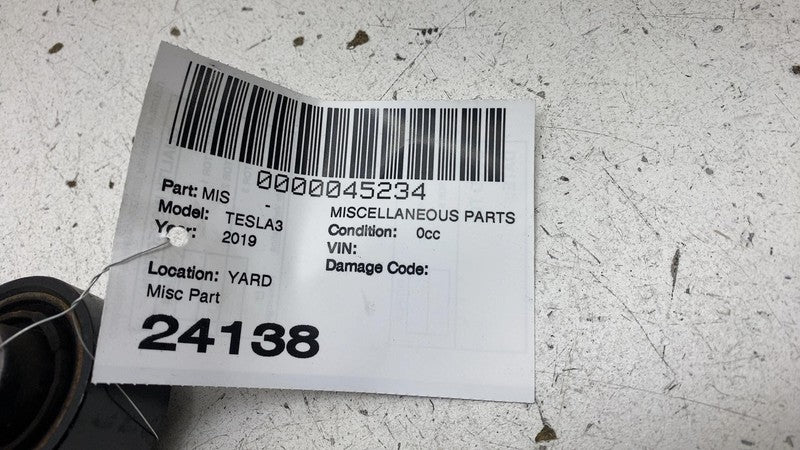 0000045234
Part: MIS - MISCELLANEOUS PARTS
Model: TESLA3 Condition: 0cc
Year: 2019 VIN:
Damage Code:
Location: YARD
Misc Part
24138